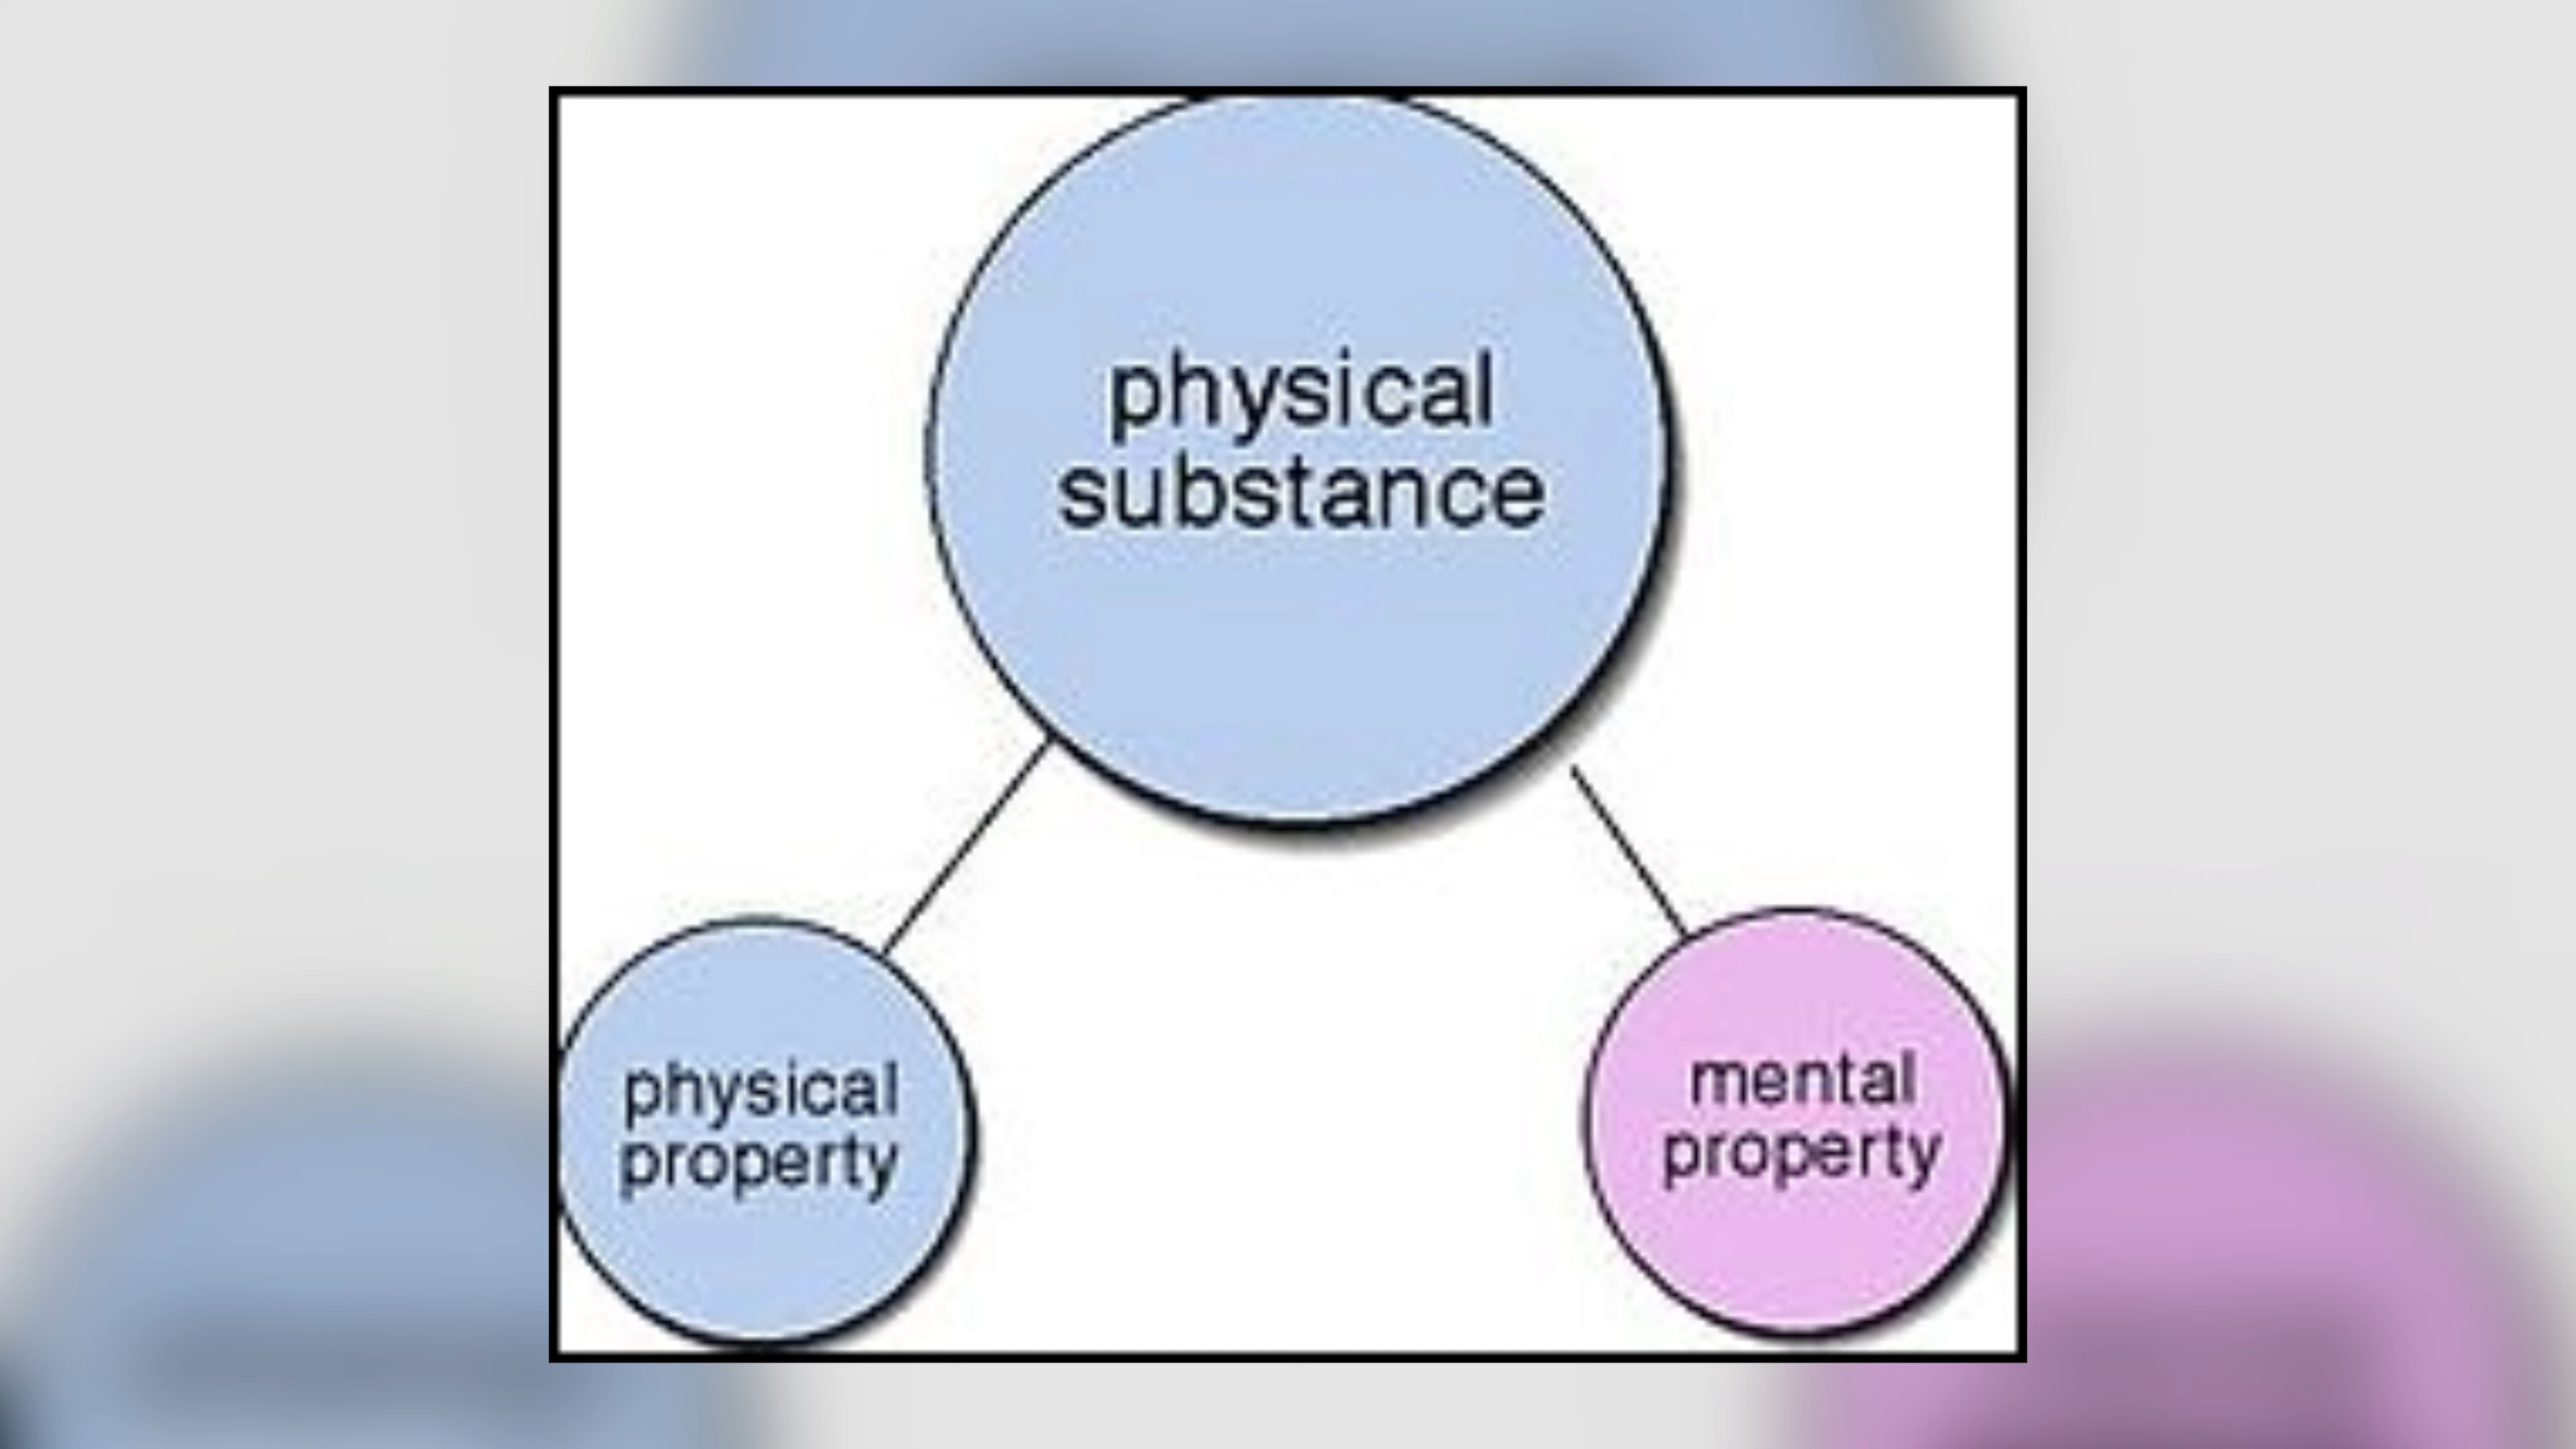 physical
substance
physical
property
mental
property